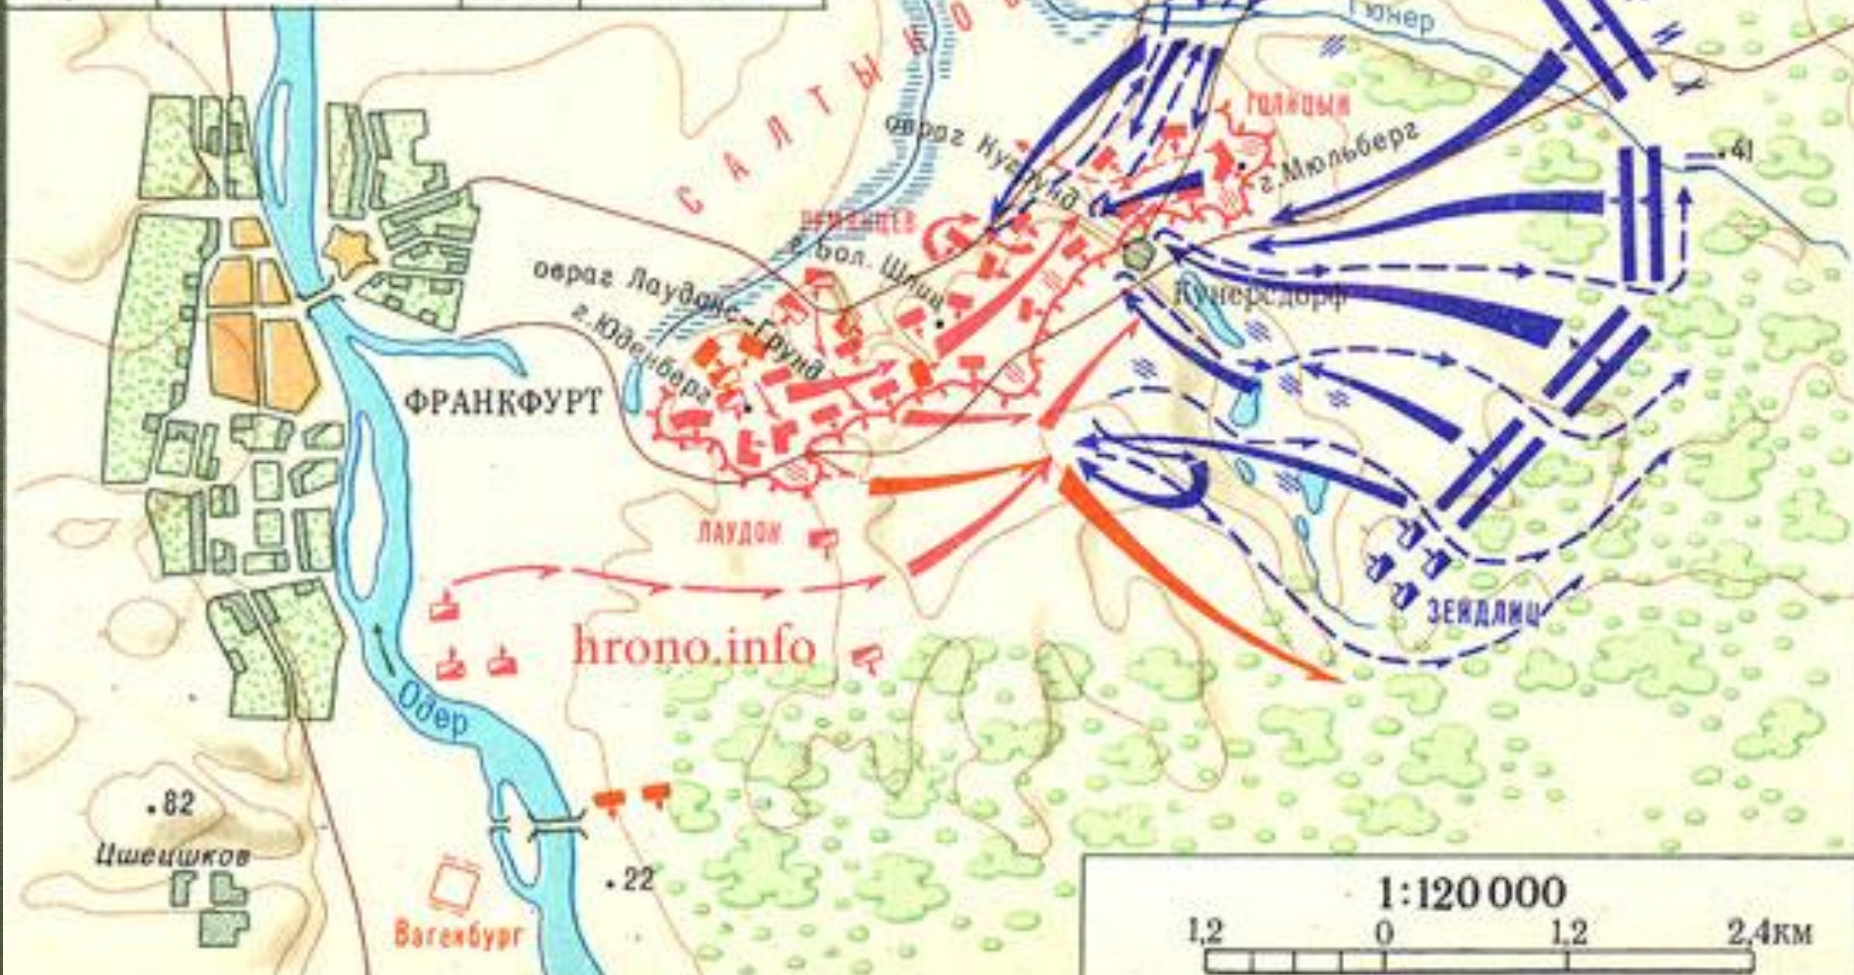 Гюнер
САЛТЫКОВ
И
Х
ГОЛИЦЫН
овраг Кугрунд
г. Мюльберг
.41
РУМЯНЦЕВ
г. Бол. Шпиц
овраг Лауданс-Грунд
г. Юденберг
Кунерсдорф
ФРАНКФУРТ
ЛАУДОН
ЗЕЙДЛИЦ
hrono.info
Одер
.82
Цшецшков
.22
Вагенбург
1:120 000
1,2 0 1,2 2,4км